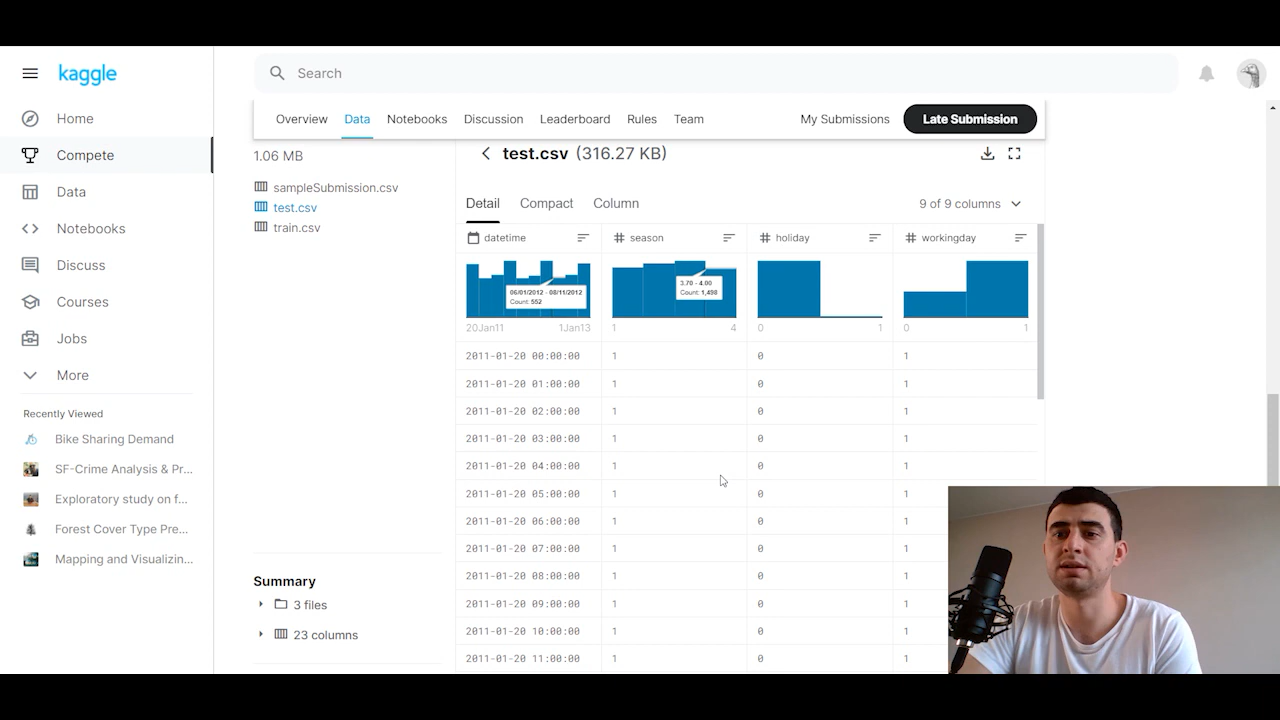 kaggle
Search
Home
Compete
Data
Notebooks
Discuss
Courses
Jobs
More
Recently Viewed
Bike Sharing Demand
SF-Crime Analysis & Pr...
Exploratory study on f...
Forest Cover Type Pre...
Mapping and Visualizin...
Overview Data Notebooks Discussion Leaderboard Rules Team My Submissions Late Submission
1.06 MB
sampleSubmission.csv
test.csv
train.csv
Summary
3 files
23 columns
test.csv (316.27 KB)
Detail Compact Column 9 of 9 columns
datetime # season # holiday # workingday
06/01/2012 - 08/11/2012
Count: 552
3.70 - 4.00
Count: 1,498
20Jan11 1Jan13 1 4 0 1 0 1
2011-01-20 00:00:00 1 0 1
2011-01-20 01:00:00 1 0 1
2011-01-20 02:00:00 1 0 1
2011-01-20 03:00:00 1 0 1
2011-01-20 04:00:00 1 0 1
2011-01-20 05:00:00 1 0 1
2011-01-20 06:00:00 1 0 1
2011-01-20 07:00:00 1 0 1
2011-01-20 08:00:00 1 0 1
2011-01-20 09:00:00 1 0 1
2011-01-20 10:00:00 1 0 1
2011-01-20 11:00:00 1 0 1